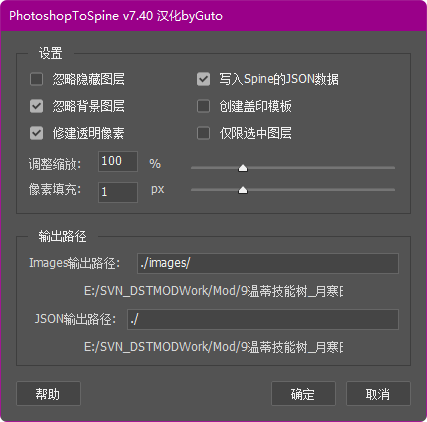 PhotoshopToSpine v7.40 汉化byGuto
设置
忽略隐藏图层
写入Spine的JSON数据
忽略背景图层
创建盖印模板
修建透明像素
仅限选中图层
调整缩放: 100 %
像素填充: 1 px
输出路径
Images输出路径: ./images/
E:/SVN_DSTMODWork/Mod/9温蒂技能树_月寒日
JSON输出路径: ./
E:/SVN_DSTMODWork/Mod/9温蒂技能树_月寒日
帮助
确定
取消